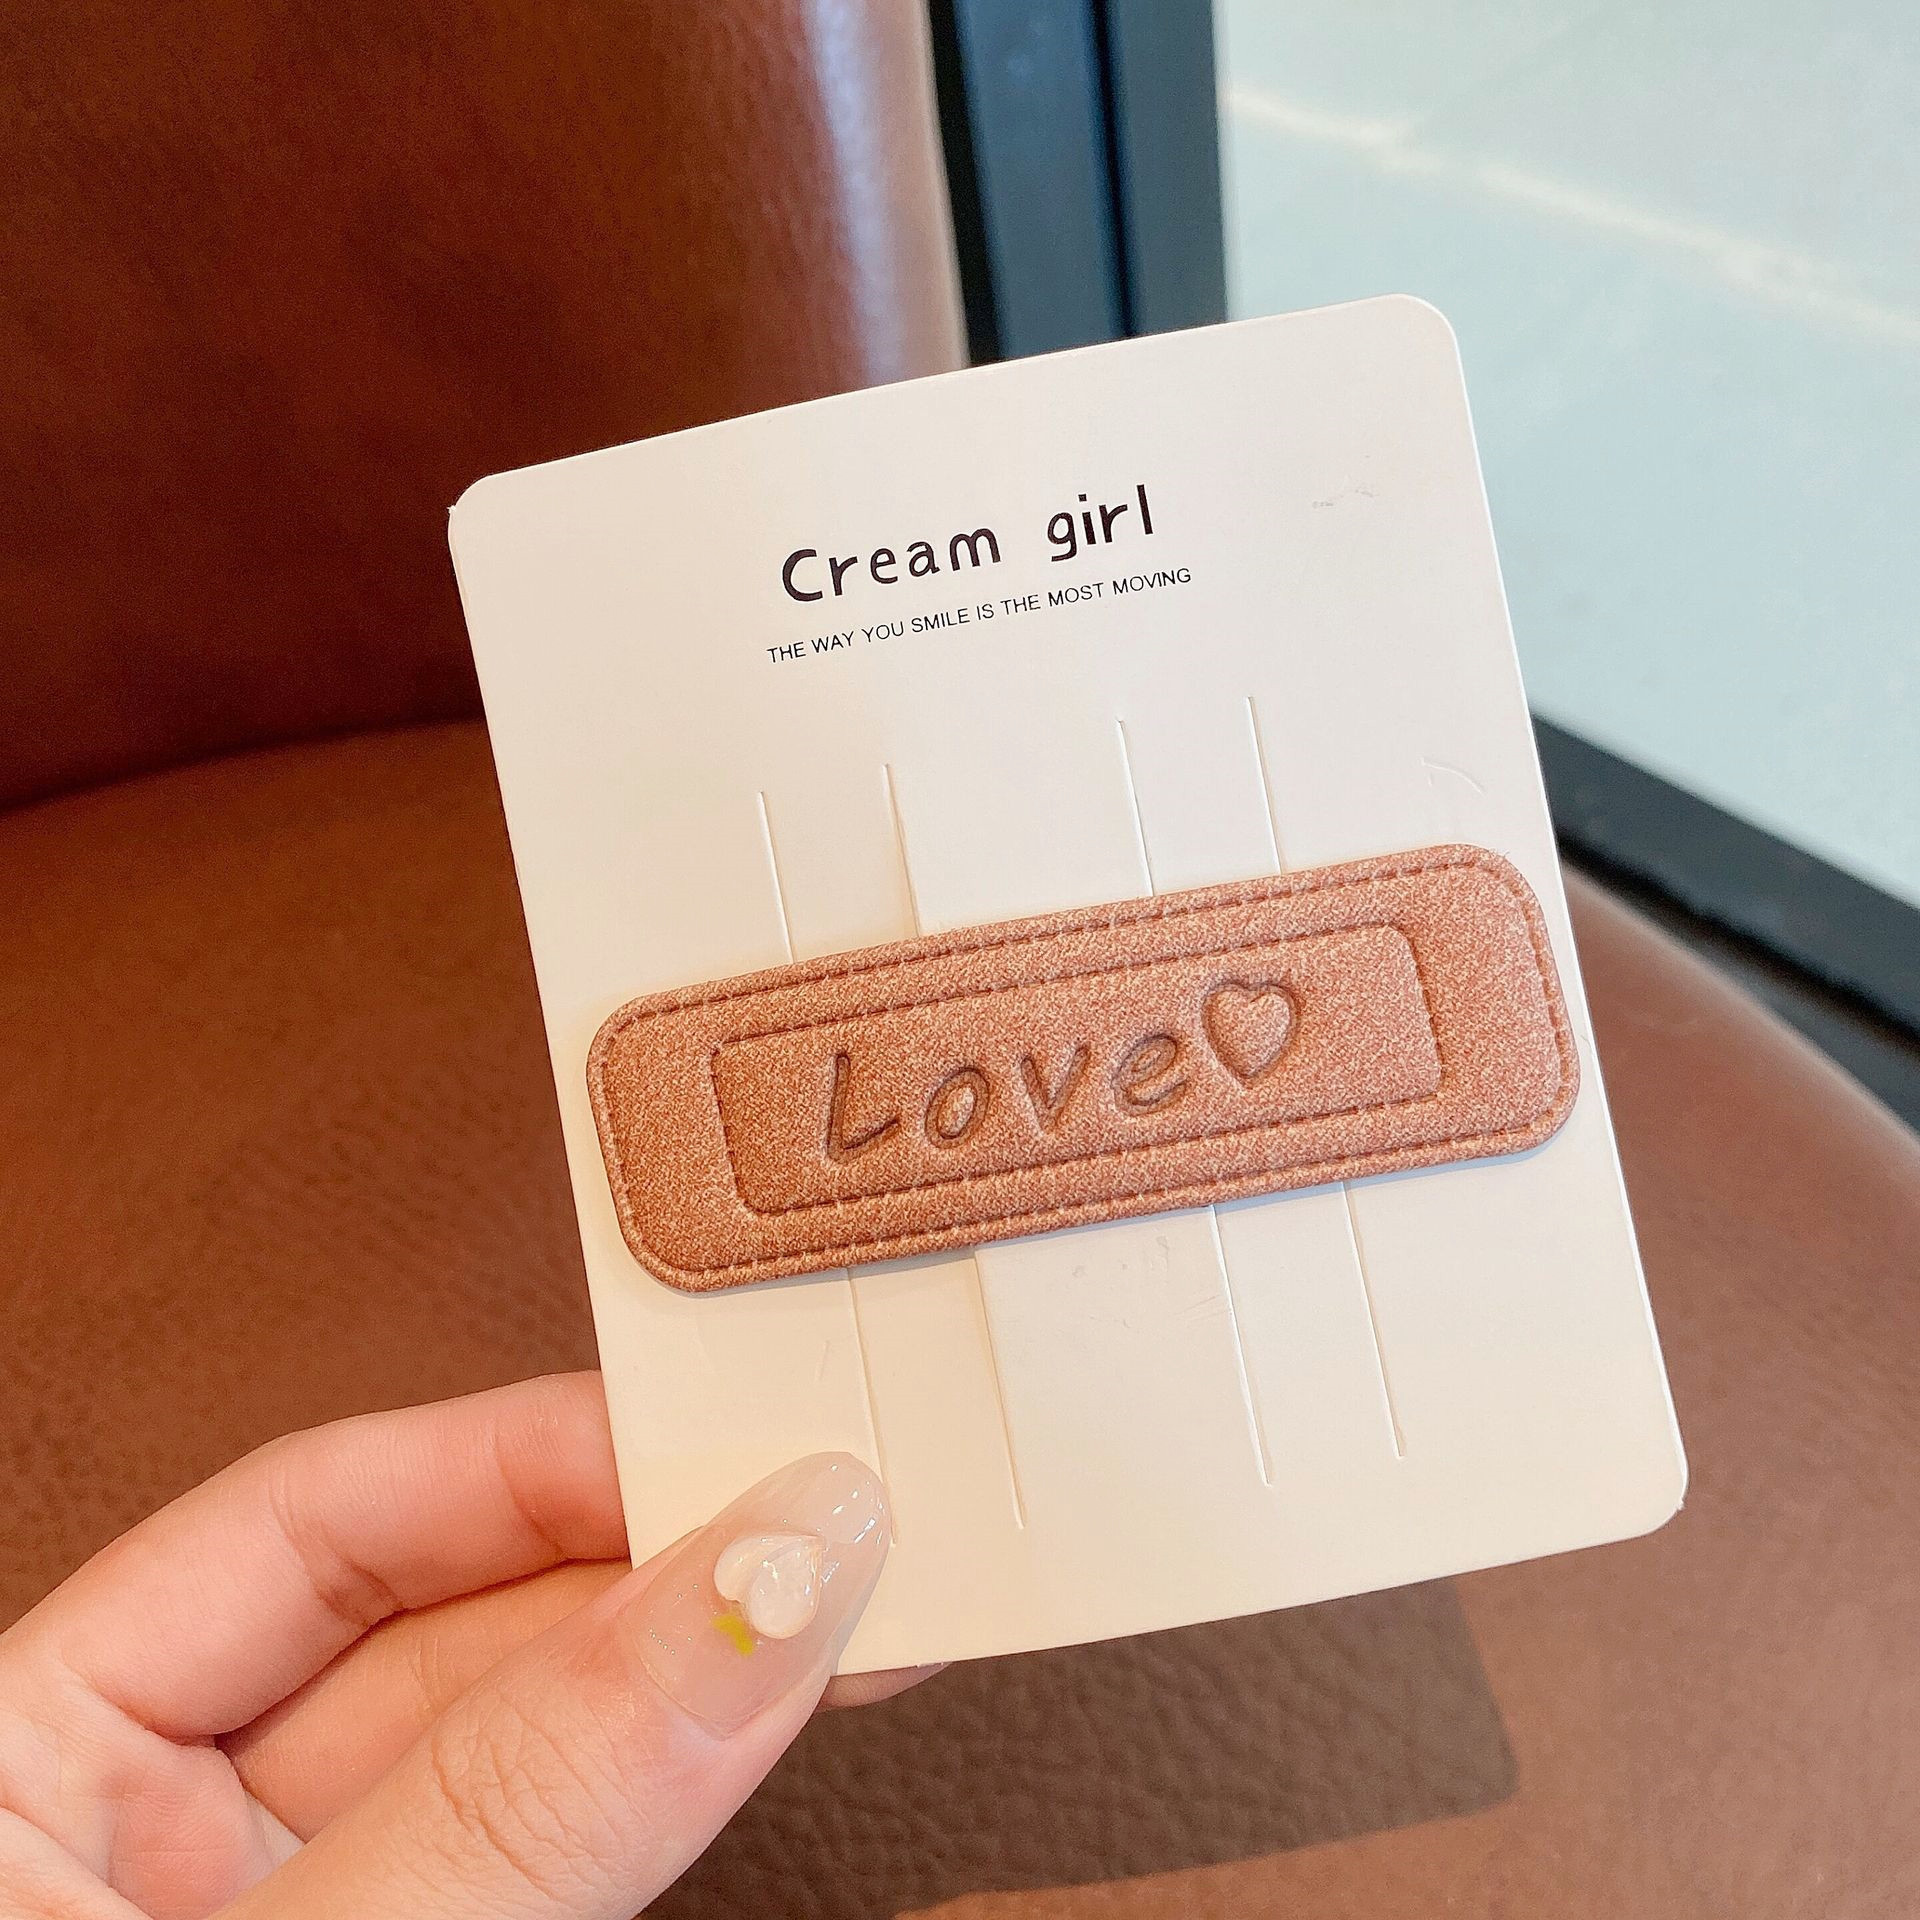 Cream girl
THE WAY YOU SMILE IS THE MOST MOVING
Love